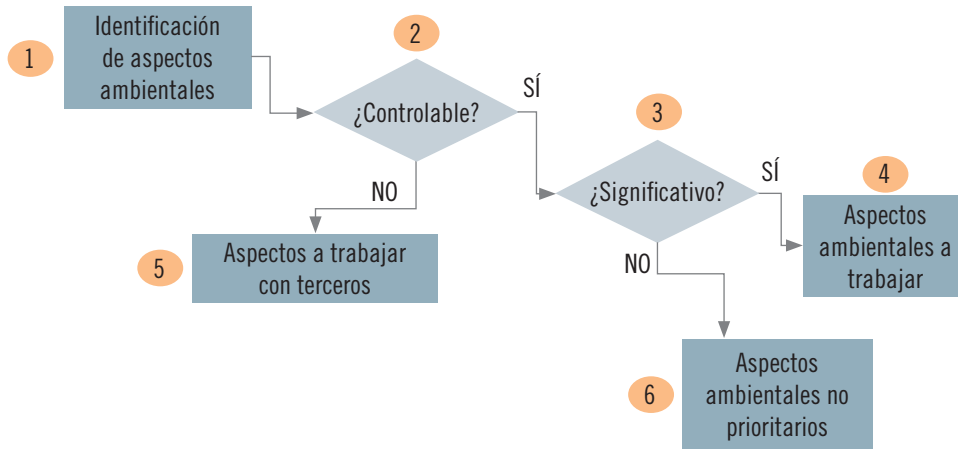 1
Identificación
de aspectos
ambientales
2
¿Controlable?
SÍ
NO
3
¿Significativo?
SÍ
NO
4
Aspectos
ambientales a
trabajar
5
Aspectos a trabajar
con terceros
6
Aspectos
ambientales no
prioritarios